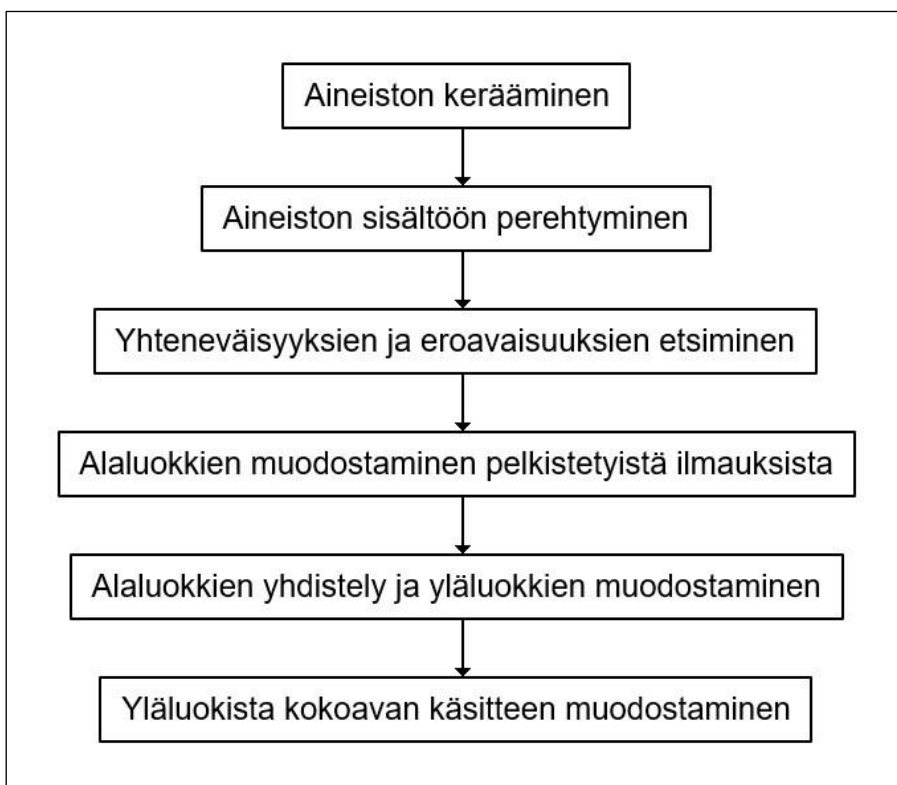 Aineiston kerääminen
Aineiston sisältöön perehtyminen
Yhteneväisyyksien ja eroavaisuuksien etsiminen
Alaluokkien muodostaminen pelkistetyistä ilmauksista
Alaluokkien yhdistely ja yläluokkien muodostaminen
Yläluokista kokoavan käsitteen muodostaminen